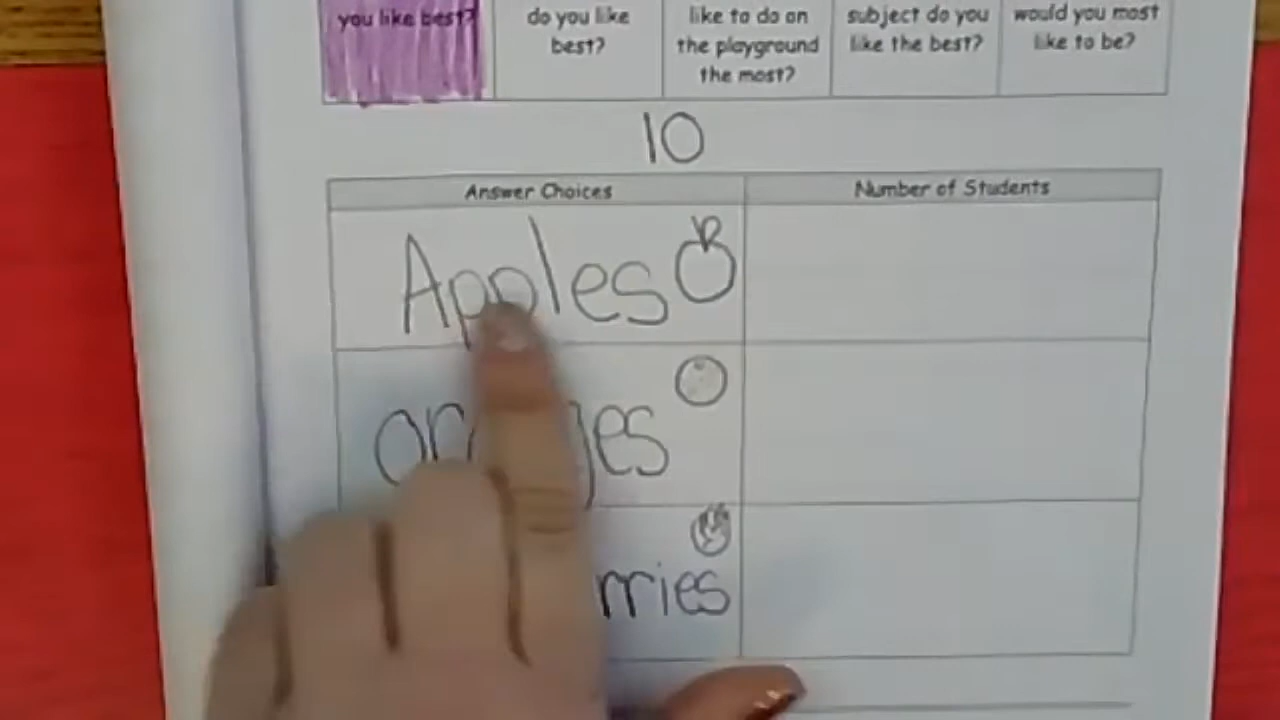 you like best?
do you like
best?
like to do on
the playground
the most?
subject do you
like the best?
would you most
like to be?
10
Answer Choices
Number of Students
Apples